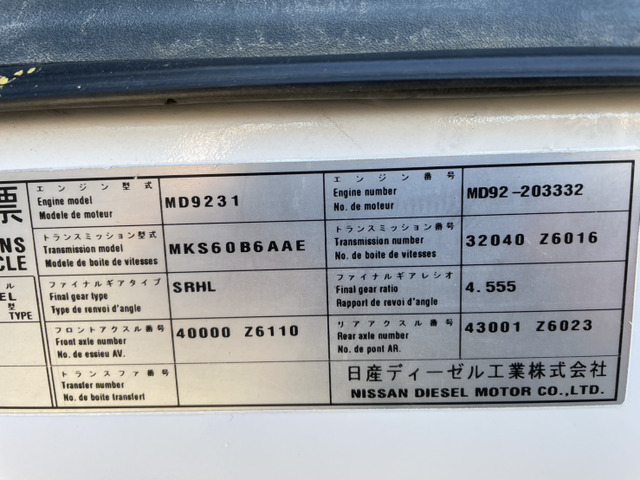 標
エンジン型式
Engine model
Modele de moteur
MD9231
エンジン番号
Engine number
No. de moteur
MD92-203332
NS
CLE
トランスミッション型式
Transmission model
Modele de boite de vitesses
MKS60B6AAE
トランスミッション番号
Transmission number
No. de boite de vitesses
32040 Z6016
ル
EL
型
TYPE
ファイナルギアタイプ
Final gear type
Type de renvoi d'angle
SRHL
ファイナルギアレシオ
Final gear ratio
Rapport de revoi d'angle
4.555
フロントアクスル番号
Front axle number
No. de essieu AV.
40000 Z6110
リアアクスル番号
Rear axle number
No. de pont AR.
43001 Z6023
トランスファ番号
Transfer number
No. de boite transfert
日産ディーゼル工業株式会社
NISSAN DIESEL MOTOR CO.,LTD.